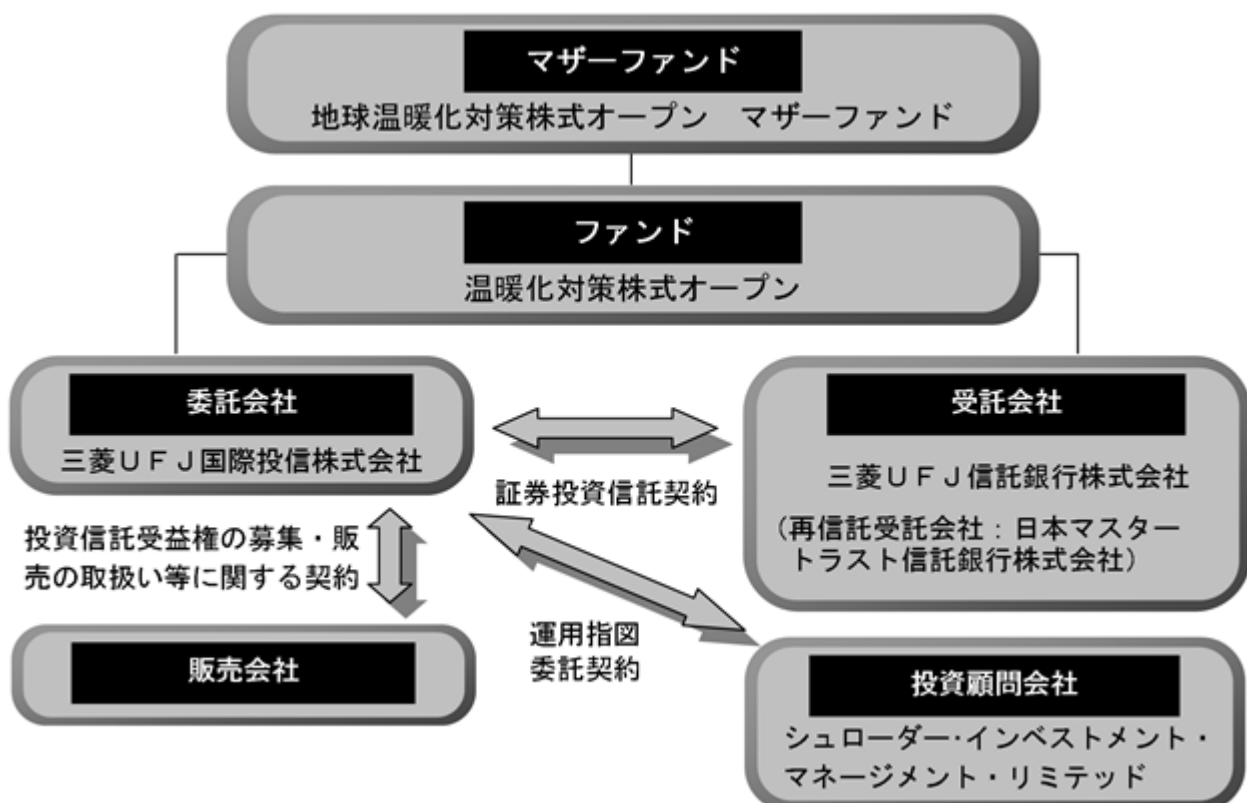 マザーファンド
地球温暖化対策株式オープン　マザーファンド
ファンド
温暖化対策株式オープン
委託会社
三菱ＵＦＪ国際投信株式会社
受託会社
三菱ＵＦＪ信託銀行株式会社
（再信託受託会社：日本マスター
トラスト信託銀行株式会社）
証券投資信託契約
投資信託受益権の募集・販
売の取扱い等に関する契約
運用指図
委託契約
販売会社
投資顧問会社
シュローダー・インベストメント・
マネージメント・リミテッド